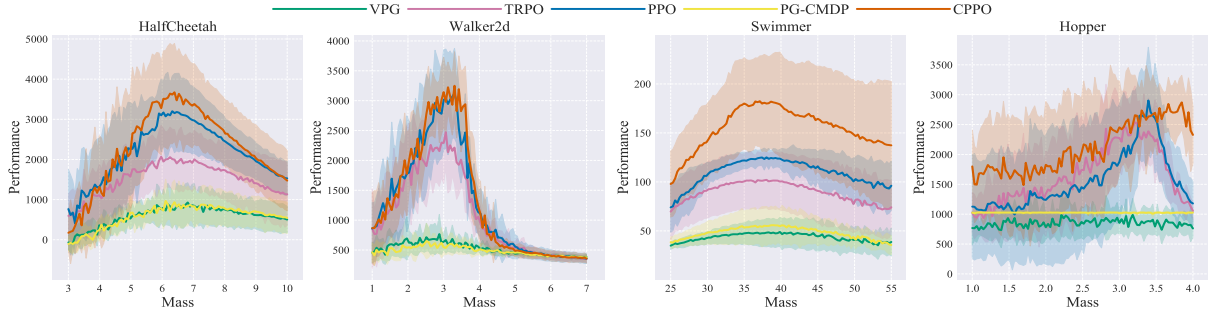 VPG TRPO PPO PG-CMDP CPPO
HalfCheetah
Performance
5000
4000
3000
2000
1000
0
3 4 5 6 7 8 9 10
Mass
Walker2d
Performance
4000
3500
3000
2500
2000
1500
1000
500
1 2 3 4 5 6 7
Mass
Swimmer
Performance
200
150
100
50
25 30 35 40 45 50 55
Mass
Hopper
Performance
3500
3000
2500
2000
1500
1000
500
0
1.0 1.5 2.0 2.5 3.0 3.5 4.0
Mass